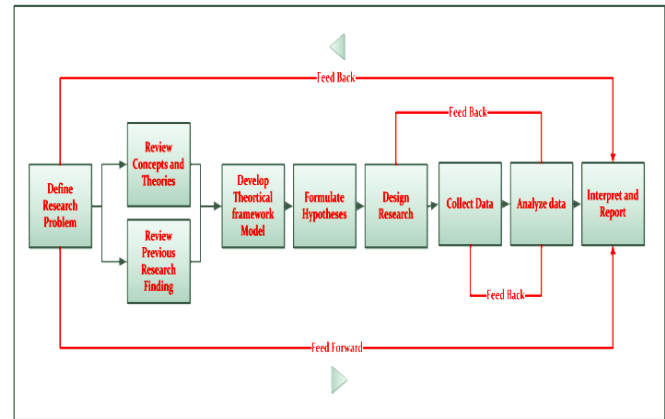 Feed Back
Feed Back
Review
Concepts and
Theories
Define
Research
Problem
Develop
Theortical
framework
Model
Formulate
Hypotheses
Design
Research
Collect Data
Analyze data
Interpret and
Report
Review
Previous
Research
Finding
Feed Back
Feed Forward